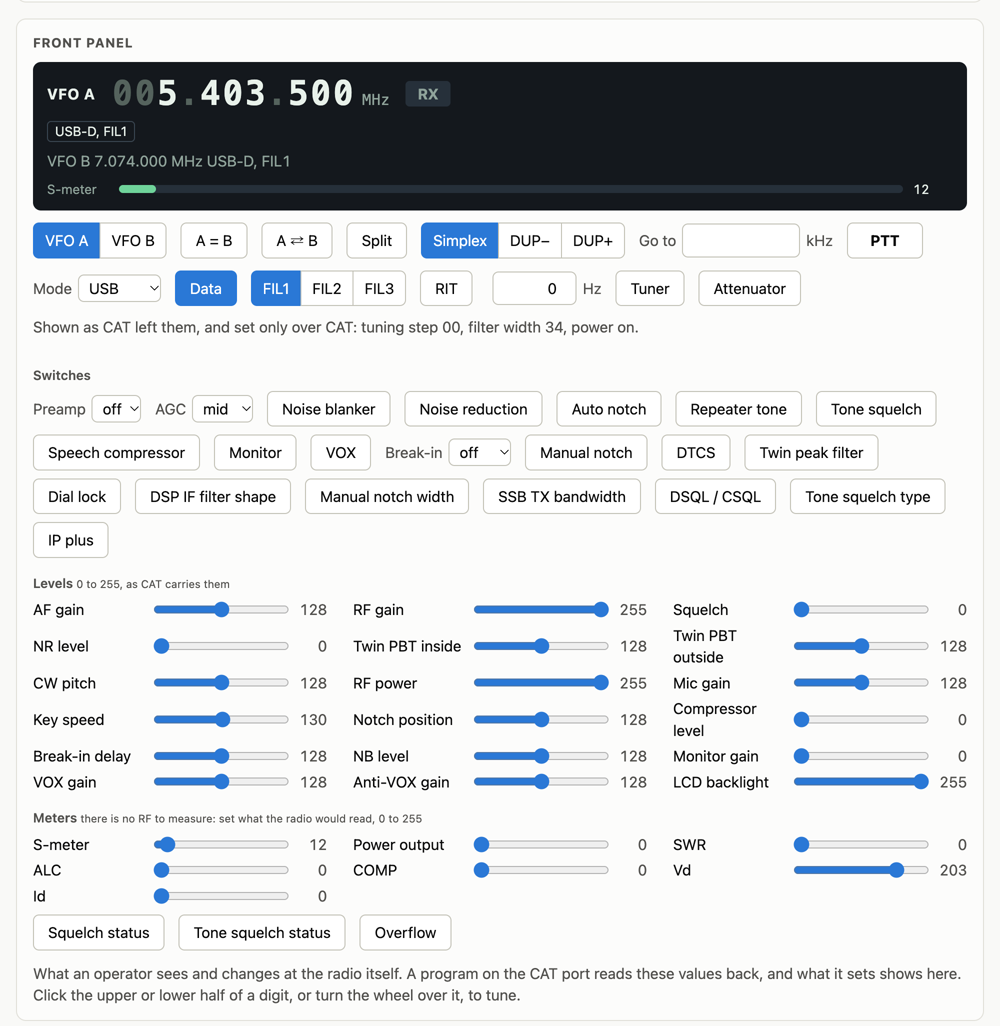 FRONT PANEL
VFO A 005.403.500 MHz RX
USB-D, FIL1
VFO B 7.074.000 MHz USB-D, FIL1
S-meter 12
VFO A VFO B A = B A ⇄ B Split Simplex DUP− DUP+ Go to kHz PTT
Mode USB Data FIL1 FIL2 FIL3 RIT 0 Hz Tuner Attenuator
Shown as CAT left them, and set only over CAT: tuning step 00, filter width 34, power on.
Switches
Preamp off AGC mid Noise blanker Noise reduction Auto notch Repeater tone Tone squelch
Speech compressor Monitor VOX Break-in off Manual notch DTCS Twin peak filter
Dial lock DSP IF filter shape Manual notch width SSB TX bandwidth DSQL / CSQL Tone squelch type
IP plus
Levels 0 to 255, as CAT carries them
AF gain 128 RF gain 255 Squelch 0
NR level 0 Twin PBT inside 128 Twin PBT outside 128
CW pitch 128 RF power 255 Mic gain 128
Key speed 130 Notch position 128 Compressor level 0
Break-in delay 128 NB level 128 Monitor gain 0
VOX gain 128 Anti-VOX gain 128 LCD backlight 255
Meters there is no RF to measure: set what the radio would read, 0 to 255
S-meter 12 Power output 0 SWR 0
ALC 0 COMP 0 Vd 203
Id 0
Squelch status Tone squelch status Overflow
What an operator sees and changes at the radio itself. A program on the CAT port reads these values back, and what it sets shows here.
Click the upper or lower half of a digit, or turn the wheel over it, to tune.